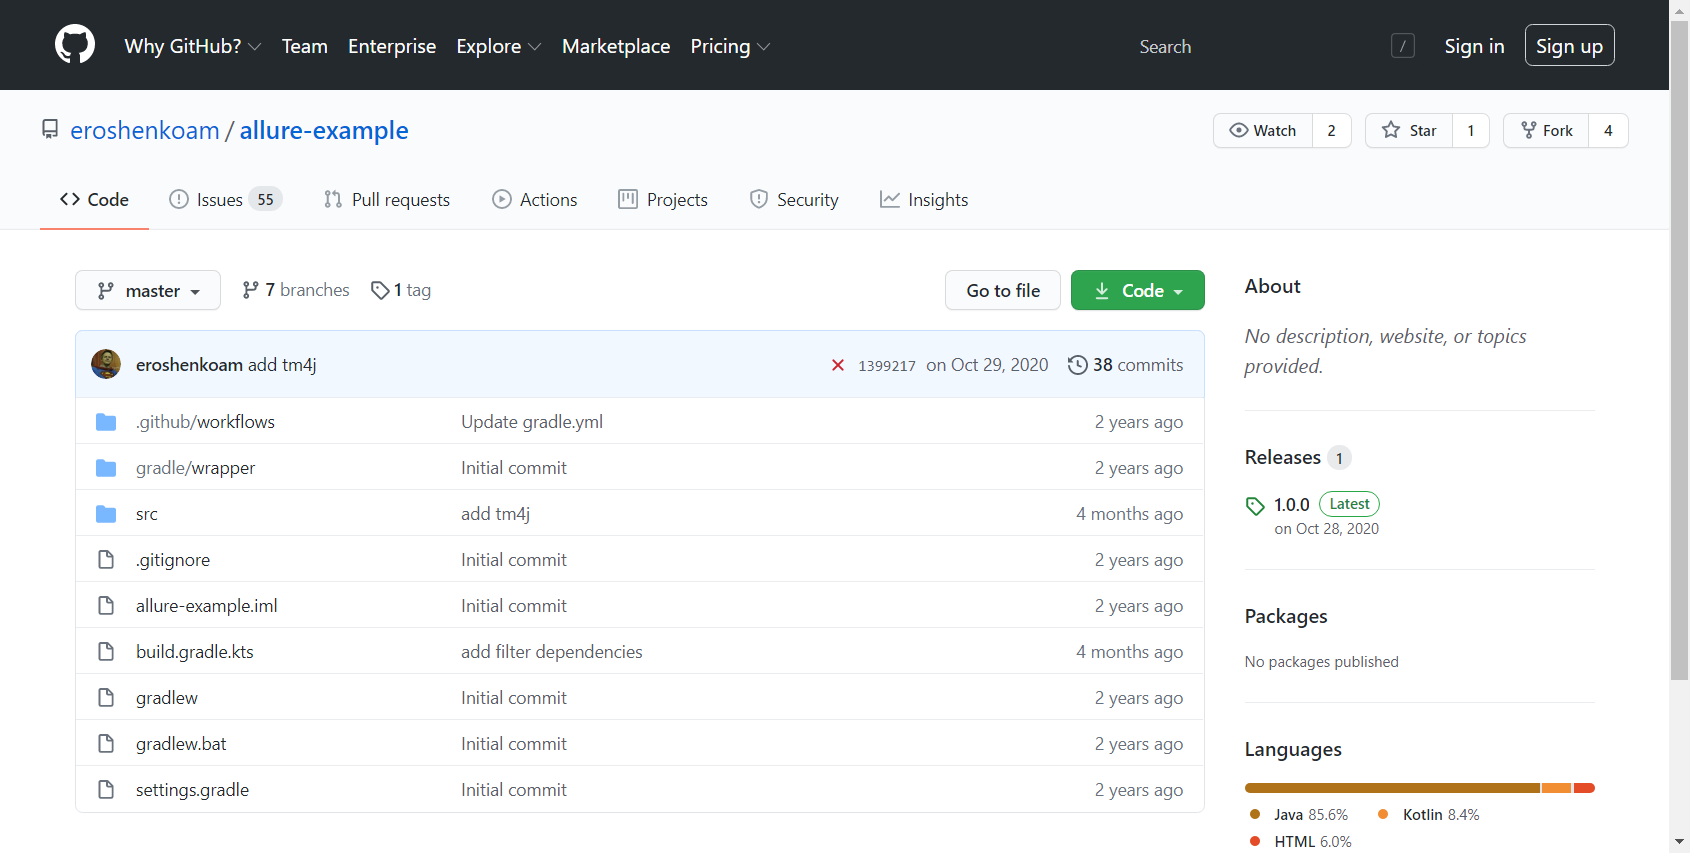 Why GitHub? Team Enterprise Explore Marketplace Pricing Search / Sign in Sign up
eroshenkoam / allure-example Watch 2 Star 1 Fork 4
Code Issues 55 Pull requests Actions Projects Security Insights
master 7 branches 1 tag Go to file Code
eroshenkoam add tm4j 1399217 on Oct 29, 2020 38 commits
.github/workflows Update gradle.yml 2 years ago
gradle/wrapper Initial commit 2 years ago
src add tm4j 4 months ago
.gitignore Initial commit 2 years ago
allure-example.iml Initial commit 2 years ago
build.gradle.kts add filter dependencies 4 months ago
gradlew Initial commit 2 years ago
gradlew.bat Initial commit 2 years ago
settings.gradle Initial commit 2 years ago
About
No description, website, or topics
provided.
Releases 1
1.0.0 Latest
on Oct 28, 2020
Packages
No packages published
Languages
Java 85.6% Kotlin 8.4%
HTML 6.0%